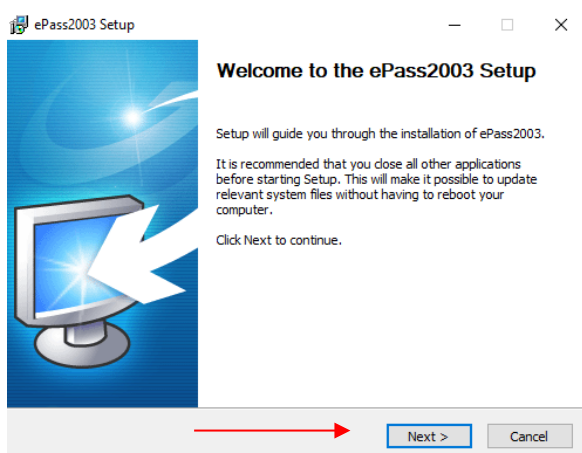 ePass2003 Setup
Welcome to the ePass2003 Setup
Setup will guide you through the installation of ePass2003.
It is recommended that you close all other applications
before starting Setup. This will make it possible to update
relevant system files without having to reboot your
computer.
Click Next to continue.
Next >
Cancel